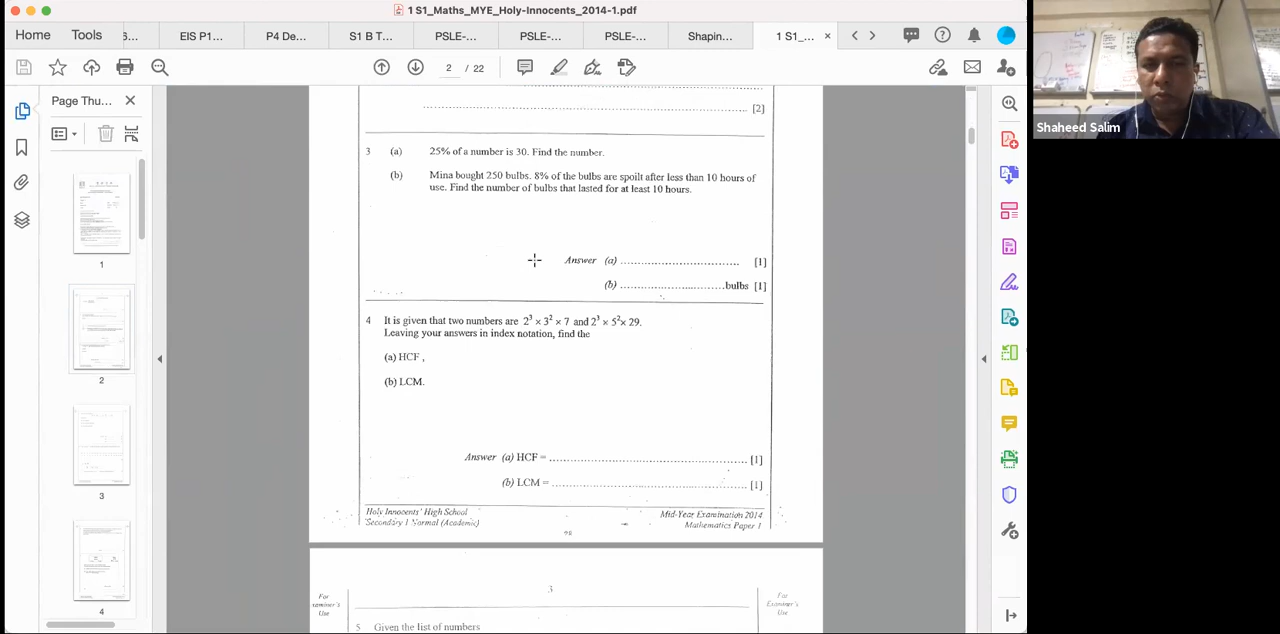 1 S1_Maths_MYE_Holy-Innocents_2014-1.pdf
Home Tools S... EIS P1... P4 De... S1 B T... PSLE-... PSLE-... PSLE-... Shapin... 1 S1_... ×
2
Page Thu...
1
2
3
4
[2]
3 (a) 25% of a number is 30. Find the number.
(b) Mina bought 250 bulbs. 8% of the bulbs are spoilt after less than 10 hours of
use. Find the number of bulbs that lasted for at least 10 hours.
Answer (a) .................................. [1]
(b) .............................bulbs [1]
4 It is given that two numbers are 2³ × 3² × 7 and 2³ × 5² × 29.
Leaving your answers in index notation, find the
(a) HCF ,
(b) LCM.
Answer (a) HCF = .................................................. [1]
(b) LCM = .................................................. [1]
Holy Innocents' High School Mid-Year Examination 2014
Secondary 1 Normal (Academic) Mathematics Paper 1
3
For For
Examiner's
Use Use
5 Given the list of numbers
Shaheed Salim